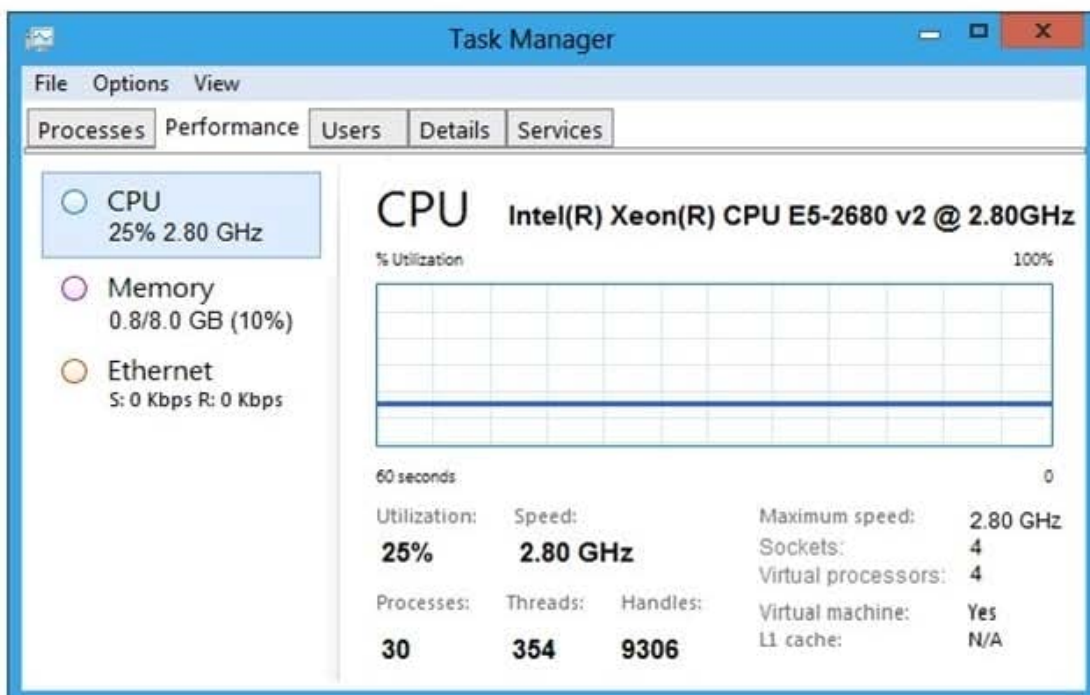 Task Manager
File Options View
Processes Performance Users Details Services
CPU
25% 2.80 GHz
Memory
0.8/8.0 GB (10%)
Ethernet
S: 0 Kbps R: 0 Kbps
CPU Intel(R) Xeon(R) CPU E5-2680 v2 @ 2.80GHz
% Utilization 100%
60 seconds 0
Utilization: Speed: Maximum speed: 2.80 GHz
25% 2.80 GHz Sockets: 4
Virtual processors: 4
Processes: Threads: Handles: Virtual machine: Yes
30 354 9306 L1 cache: N/A